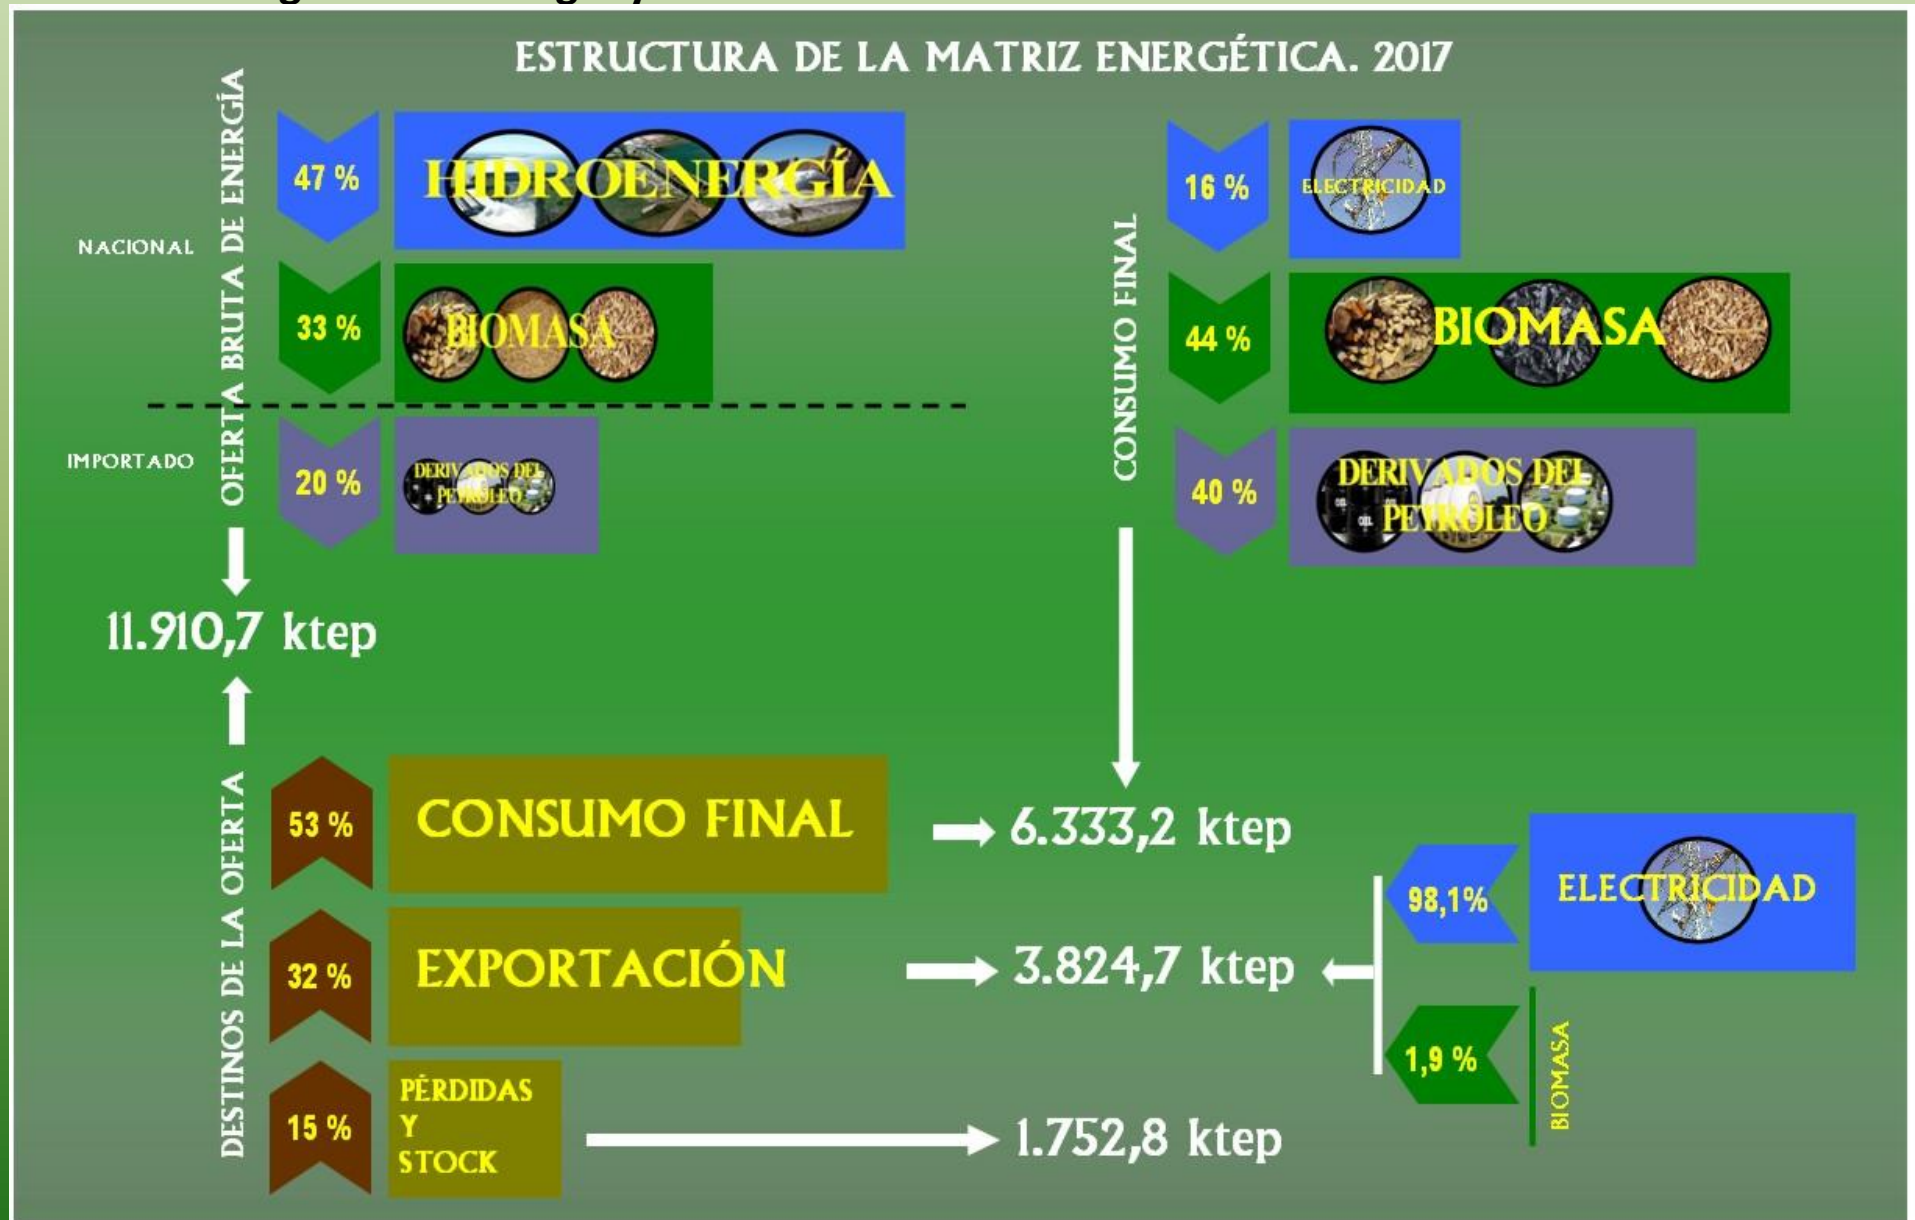 ESTRUCTURA DE LA MATRIZ ENERGÉTICA. 2017
OFERTA BRUTA DE ENERGÍA
NACIONAL
47 %
HIDROENERGÍA
33 %
BIOMASA
IMPORTADO
20 %
DERIVADOS DEL
PETRÓLEO
11.910,7 ktep
CONSUMO FINAL
16 %
ELECTRICIDAD
44 %
BIOMASA
40 %
DERIVADOS DEL
PETRÓLEO
DESTINOS DE LA OFERTA
53 %
CONSUMO FINAL
6.333,2 ktep
32 %
EXPORTACIÓN
3.824,7 ktep
98,1%
ELECTRICIDAD
1,9 %
BIOMASA
15 %
PÉRDIDAS
Y
STOCK
1.752,8 ktep